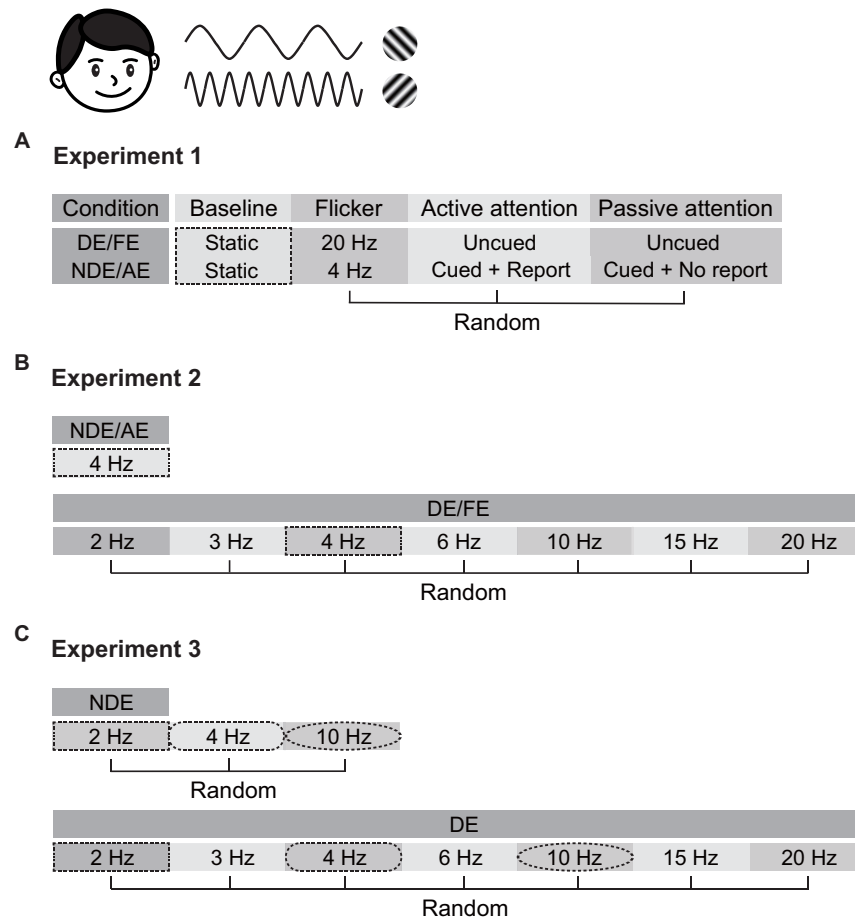 A
Experiment 1
Condition Baseline Flicker Active attention Passive attention
DE/FE Static 20 Hz Uncued Uncued
NDE/AE Static 4 Hz Cued + Report Cued + No report
Random
B
Experiment 2
NDE/AE
4 Hz
DE/FE
2 Hz 3 Hz 4 Hz 6 Hz 10 Hz 15 Hz 20 Hz
Random
C
Experiment 3
NDE
2 Hz 4 Hz 10 Hz
Random
DE
2 Hz 3 Hz 4 Hz 6 Hz 10 Hz 15 Hz 20 Hz
Random